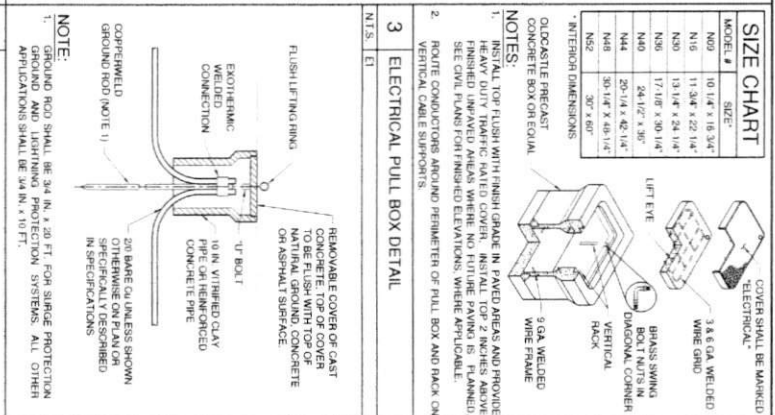 SIZE CHART
MODEL # SIZE*
N09 10 1/4" x 16 3/4"
N16 11-3/4" x 22 1/4"
N30 13-1/4" x 24 1/4"
N36 17-1/8" x 30-1/4"
N40 24-1/2" x 36"
N44 29-1/4 x 42-1/4"
N48 30-1/4" X 48-1/4"
N52 30" x 60"
* INTERIOR DIMENSIONS
OLDCASTLE PRECAST
CONCRETE BOX OR EQUAL
COVER SHALL BE MARKED
"ELECTRICAL"
3 & 6 GA. WELDED
WIRE GRID
LIFT EYE
BRASS SWING
BOLT NUTS IN
DIAGONAL CORNER
VERTICAL
RACK
9 GA. WELDED
WIRE FRAME
NOTES:
1. INSTALL TOP FLUSH WITH FINISH GRADE IN PAVED AREAS AND PROVIDE
HEAVY DUTY TRAFFIC RATED COVER. INSTALL TOP 2 INCHES ABOVE
FINISHED UNPAVED AREAS WHERE NO FUTURE PAVING IS PLANNED
SEE CIVIL PLANS FOR FINISHED ELEVATIONS, WHERE APPLICABLE.
2. ROUTE CONDUCTORS AROUND PERIMETER OF PULL BOX AND RACK ON
VERTICAL CABLE SUPPORTS.
3 ELECTRICAL PULL BOX DETAIL
N.T.S. E1
FLUSH LIFTING RING
EXOTHERMIC
WELDED
CONNECTION
COPPERWELD
GROUND ROD (NOTE 1)
REMOVABLE COVER OF CAST
CONCRETE. TOP OF COVER
TO BE FLUSH WITH TOP OF
NATURAL GROUND, CONCRETE
OR ASPHALT SURFACE.
"U" BOLT
10 IN. VITRIFIED CLAY
PIPE OR REINFORCED
CONCRETE PIPE
2/0 BARE Cu UNLESS SHOWN
OTHERWISE ON PLAN OR
SPECIFICALLY DESCRIBED
IN SPECIFICATIONS
NOTE:
1. GROUND ROD SHALL BE 3/4 IN. x 20 FT. FOR SURGE PROTECTION
GROUND AND LIGHTNING PROTECTION SYSTEMS. ALL OTHER
APPLICATIONS SHALL BE 3/4 IN. x 10 FT.